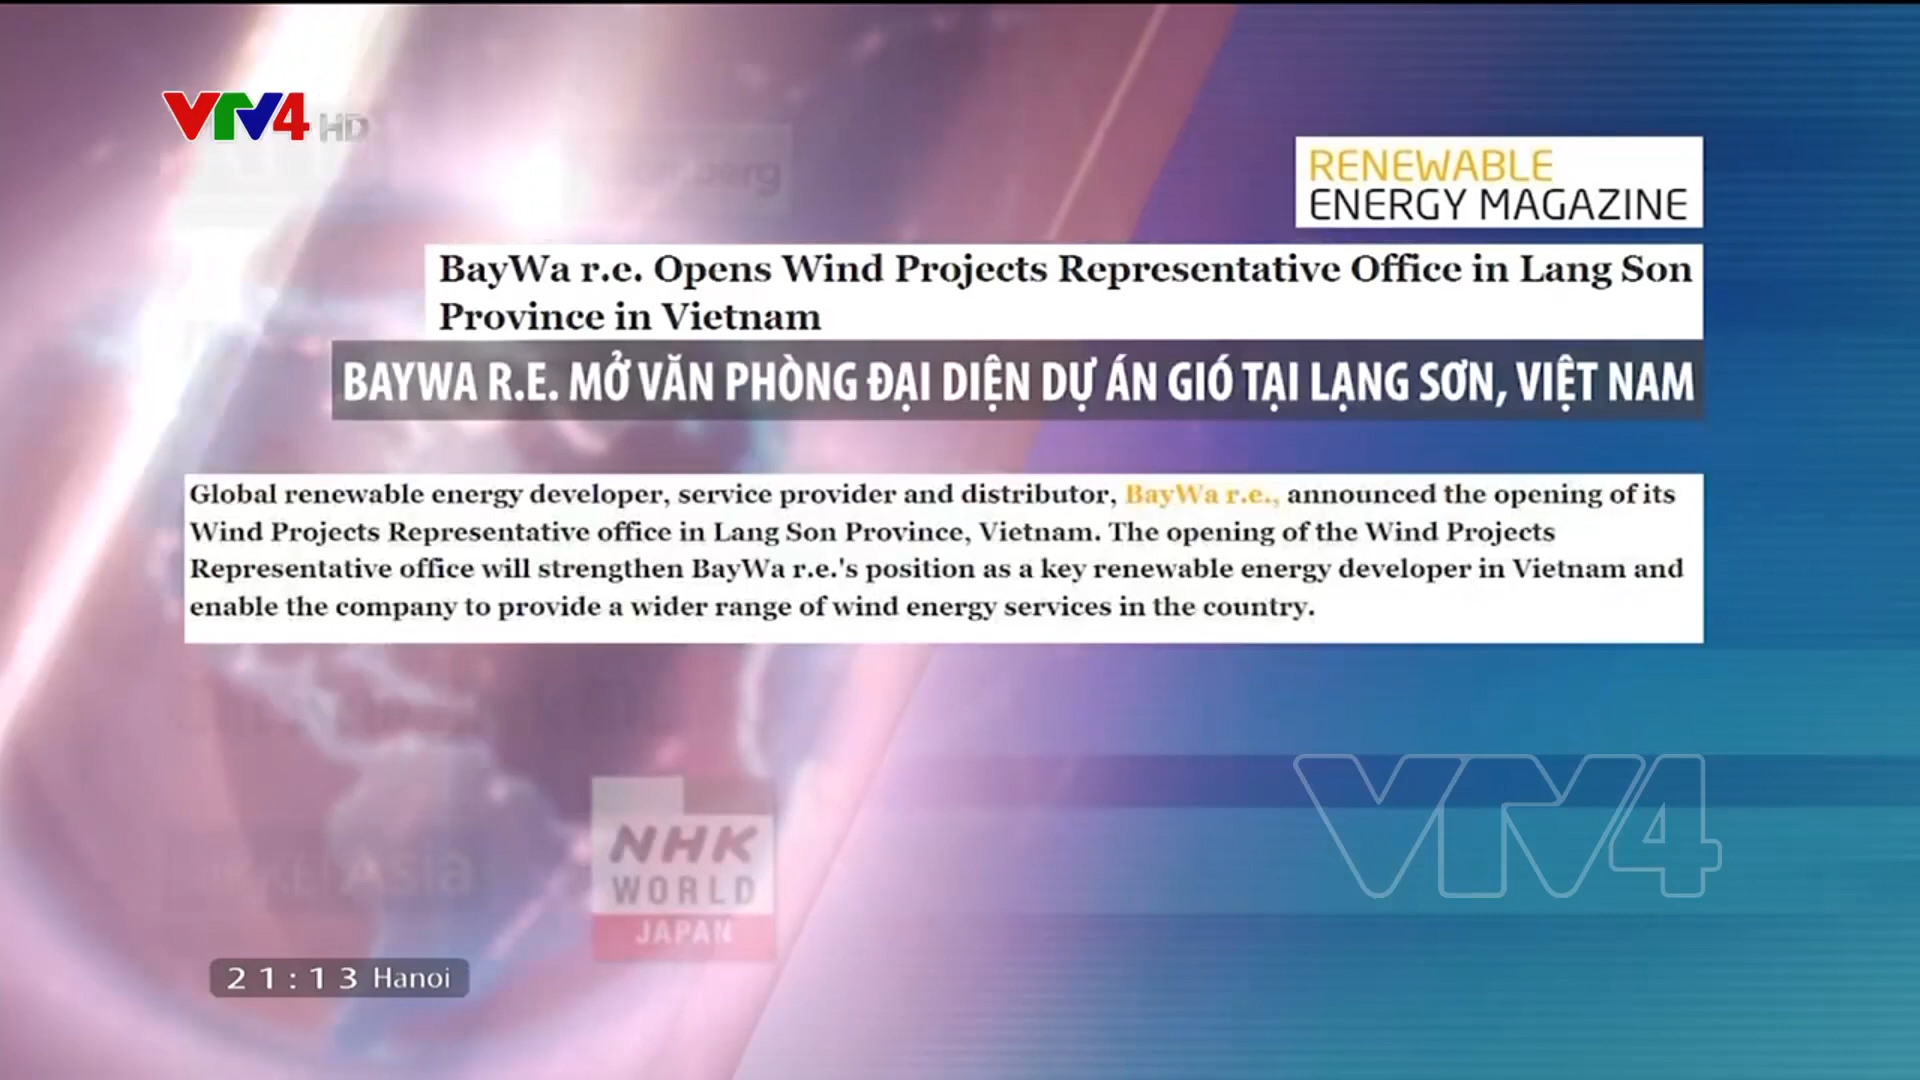 VTV4 HD
RENEWABLE
ENERGY MAGAZINE
BayWa r.e. Opens Wind Projects Representative Office in Lang Son
Province in Vietnam
BAYWA R.E. MỞ VĂN PHÒNG ĐẠI DIỆN DỰ ÁN GIÓ TẠI LẠNG SƠN, VIỆT NAM
Global renewable energy developer, service provider and distributor, BayWa r.e., announced the opening of its
Wind Projects Representative office in Lang Son Province, Vietnam. The opening of the Wind Projects
Representative office will strengthen BayWa r.e.'s position as a key renewable energy developer in Vietnam and
enable the company to provide a wider range of wind energy services in the country.
VTV4
Asia
NHK
WORLD
JAPAN
21:13 Hanoi